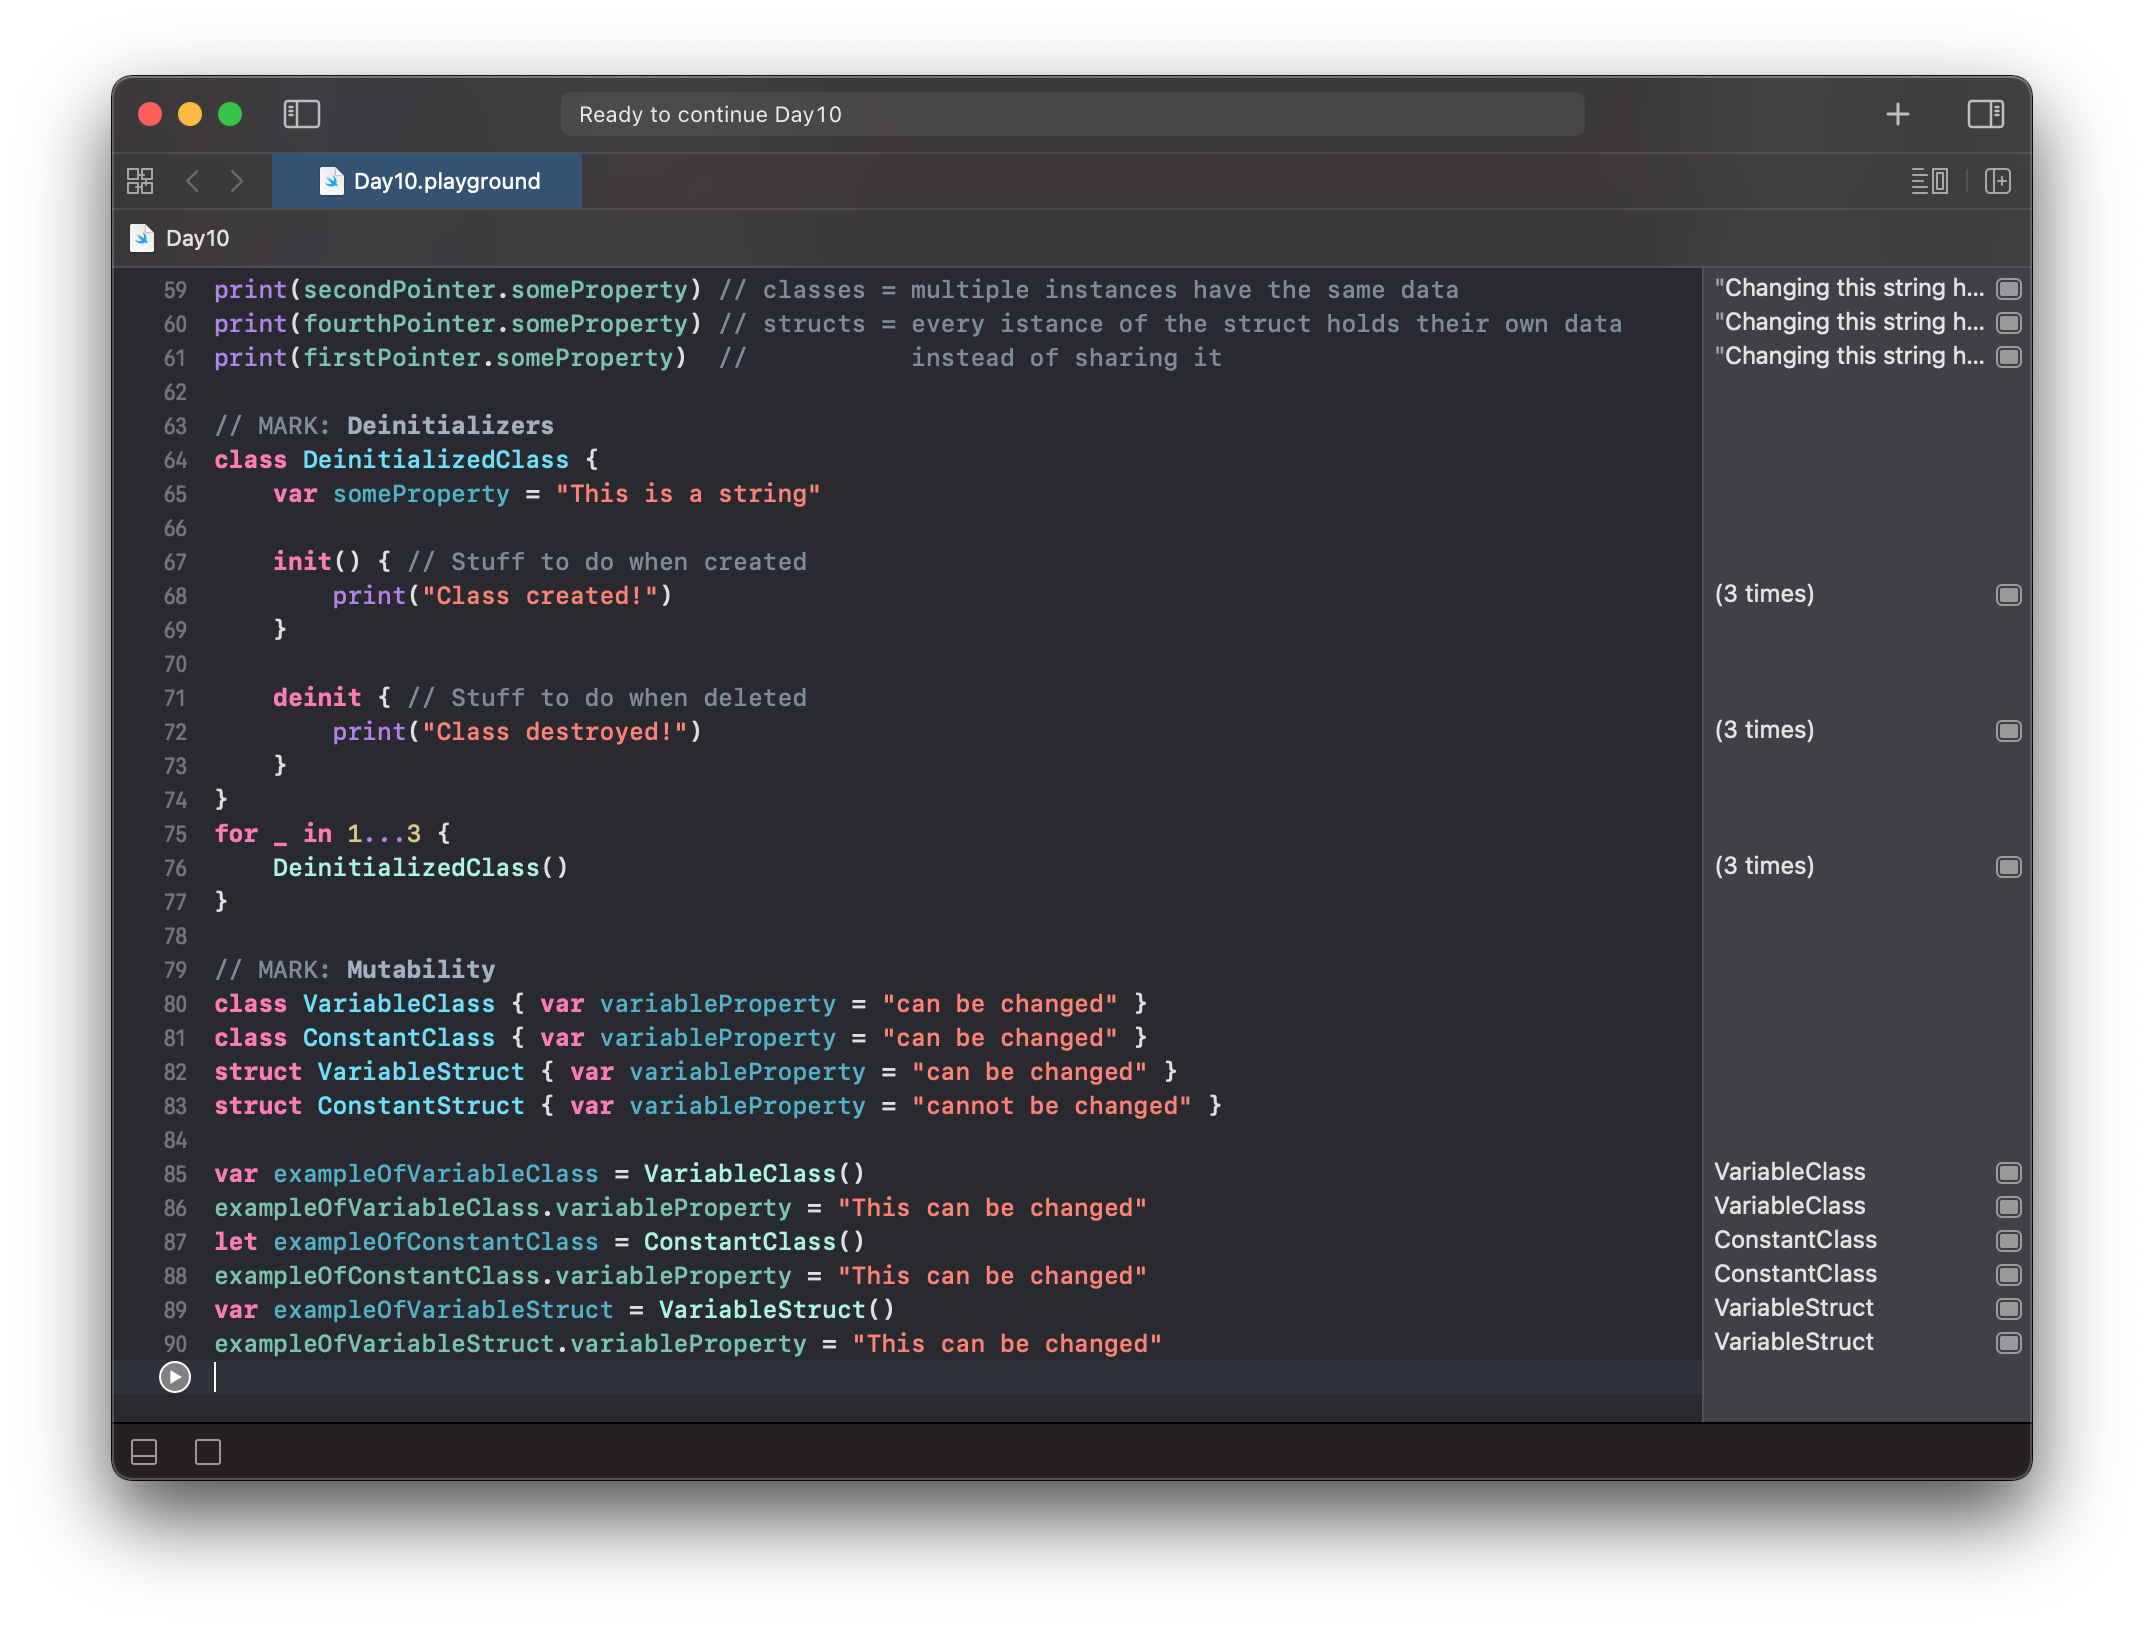 Ready to continue Day10
Day10.playground
Day10
59 print(secondPointer.someProperty) // classes = multiple instances have the same data "Changing this string h...
60 print(fourthPointer.someProperty) // structs = every istance of the struct holds their own data "Changing this string h...
61 print(firstPointer.someProperty)  //           instead of sharing it "Changing this string h...
62
63 // MARK: Deinitializers
64 class DeinitializedClass {
65     var someProperty = "This is a string"
66
67     init() { // Stuff to do when created
68         print("Class created!") (3 times)
69     }
70
71     deinit { // Stuff to do when deleted
72         print("Class destroyed!") (3 times)
73     }
74 }
75 for _ in 1...3 {
76     DeinitializedClass() (3 times)
77 }
78
79 // MARK: Mutability
80 class VariableClass { var variableProperty = "can be changed" }
81 class ConstantClass { var variableProperty = "can be changed" }
82 struct VariableStruct { var variableProperty = "can be changed" }
83 struct ConstantStruct { var variableProperty = "cannot be changed" }
84
85 var exampleOfVariableClass = VariableClass() VariableClass
86 exampleOfVariableClass.variableProperty = "This can be changed" VariableClass
87 let exampleOfConstantClass = ConstantClass() ConstantClass
88 exampleOfConstantClass.variableProperty = "This can be changed" ConstantClass
89 var exampleOfVariableStruct = VariableStruct() VariableStruct
90 exampleOfVariableStruct.variableProperty = "This can be changed" VariableStruct